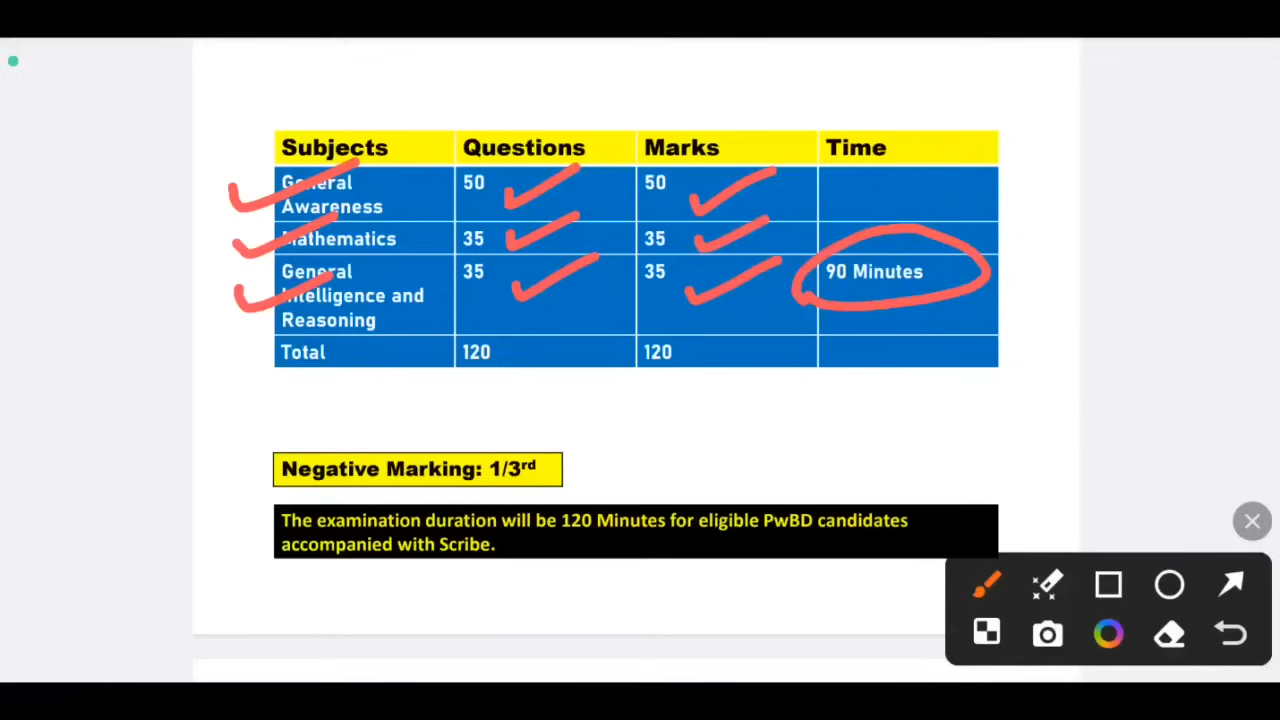 Subjects Questions Marks Time
General Awareness 50 50
Mathematics 35 35
General Intelligence and Reasoning 35 35 90 Minutes
Total 120 120
Negative Marking: 1/3rd
The examination duration will be 120 Minutes for eligible PwBD candidates
accompanied with Scribe.